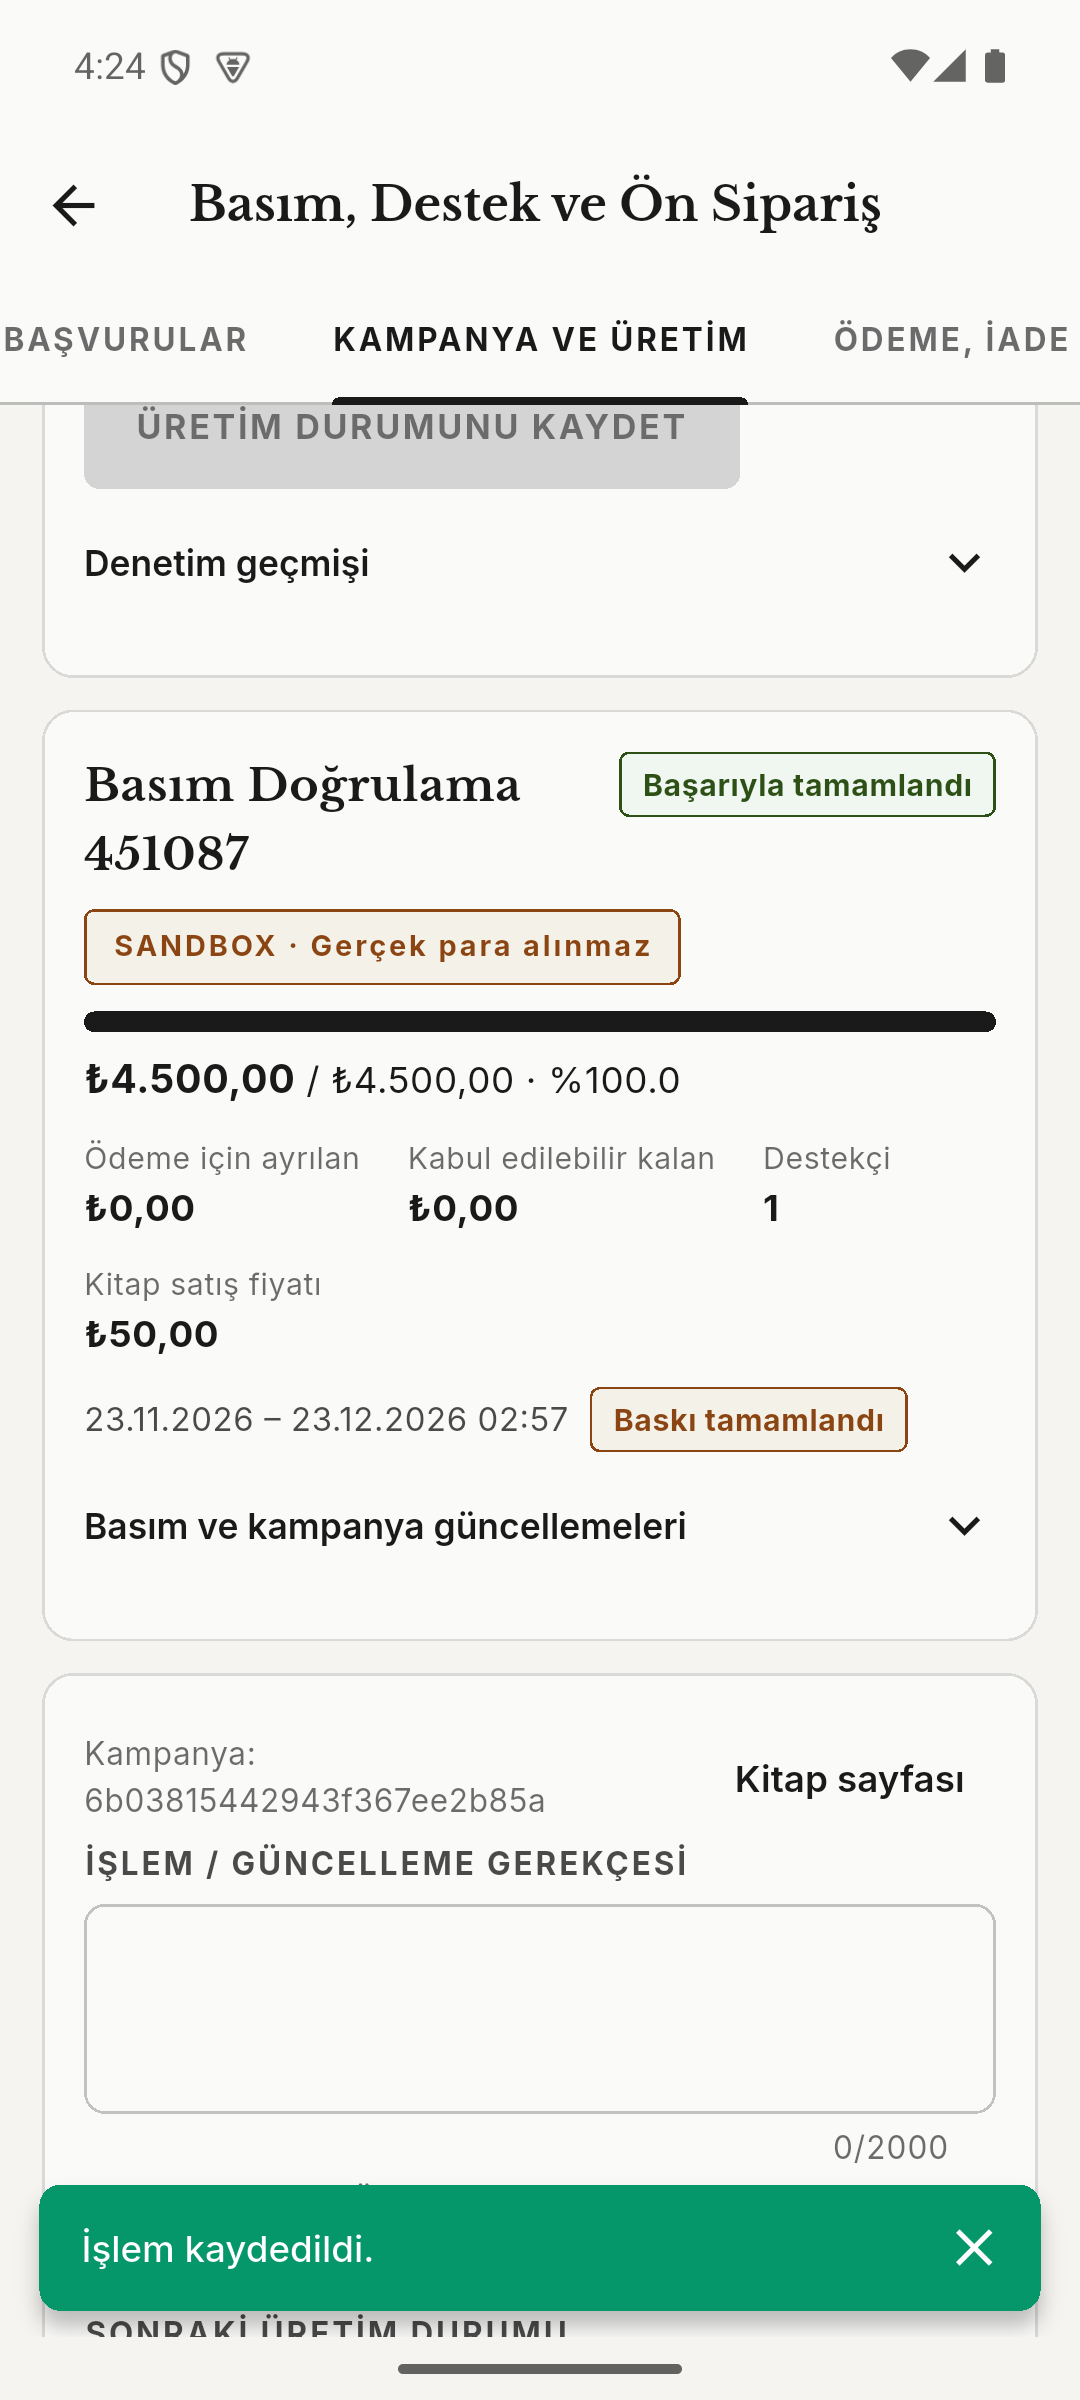 4:24
Basım, Destek ve Ön Sipariş
BAŞVURULAR
KAMPANYA VE ÜRETİM
ÖDEME, İADE
ÜRETİM DURUMUNU KAYDET
Denetim geçmişi
Basım Doğrulama
451087
Başarıyla tamamlandı
SANDBOX · Gerçek para alınmaz
₺4.500,00 / ₺4.500,00 · %100.0
Ödeme için ayrılan
₺0,00
Kabul edilebilir kalan
₺0,00
Destekçi
1
Kitap satış fiyatı
₺50,00
23.11.2026 – 23.12.2026 02:57
Baskı tamamlandı
Basım ve kampanya güncellemeleri
Kampanya:
6b03815442943f367ee2b85a
Kitap sayfası
İŞLEM / GÜNCELLEME GEREKÇESİ
0/2000
İşlem kaydedildi.
SONRAKİ ÜRETİM DURUMU